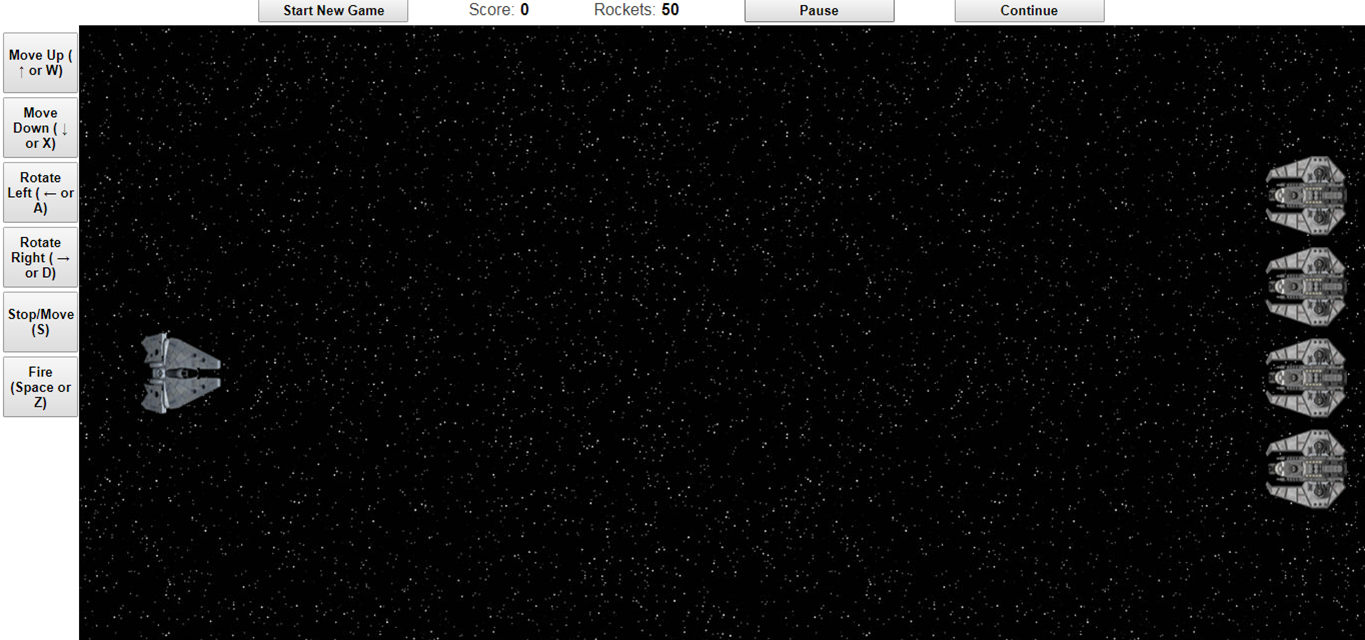 Start New Game Score: 0 Rockets: 50 Pause Continue
Move Up (
↑ or W)
Move
Down ( ↓
or X)
Rotate
Left ( ← or
A)
Rotate
Right ( →
or D)
Stop/Move
(S)
Fire
(Space or
Z)